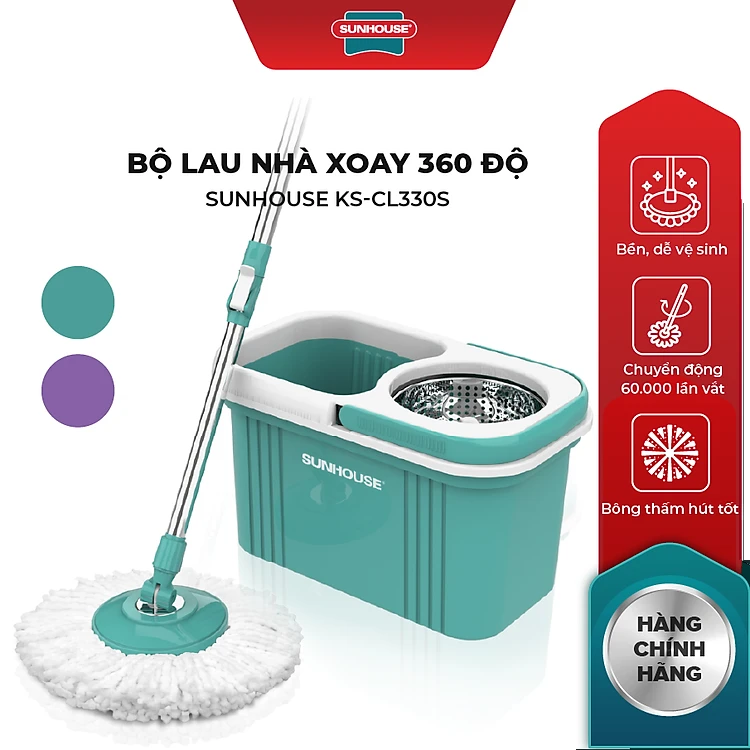 SUNHOUSE®
BỘ LAU NHÀ XOAY 360 ĐỘ
SUNHOUSE KS-CL330S
Bền, dễ vệ sinh
Chuyển động
60.000 lần vắt
Bông thấm hút tốt
SUNHOUSE®
HÀNG
CHÍNH
HÃNG